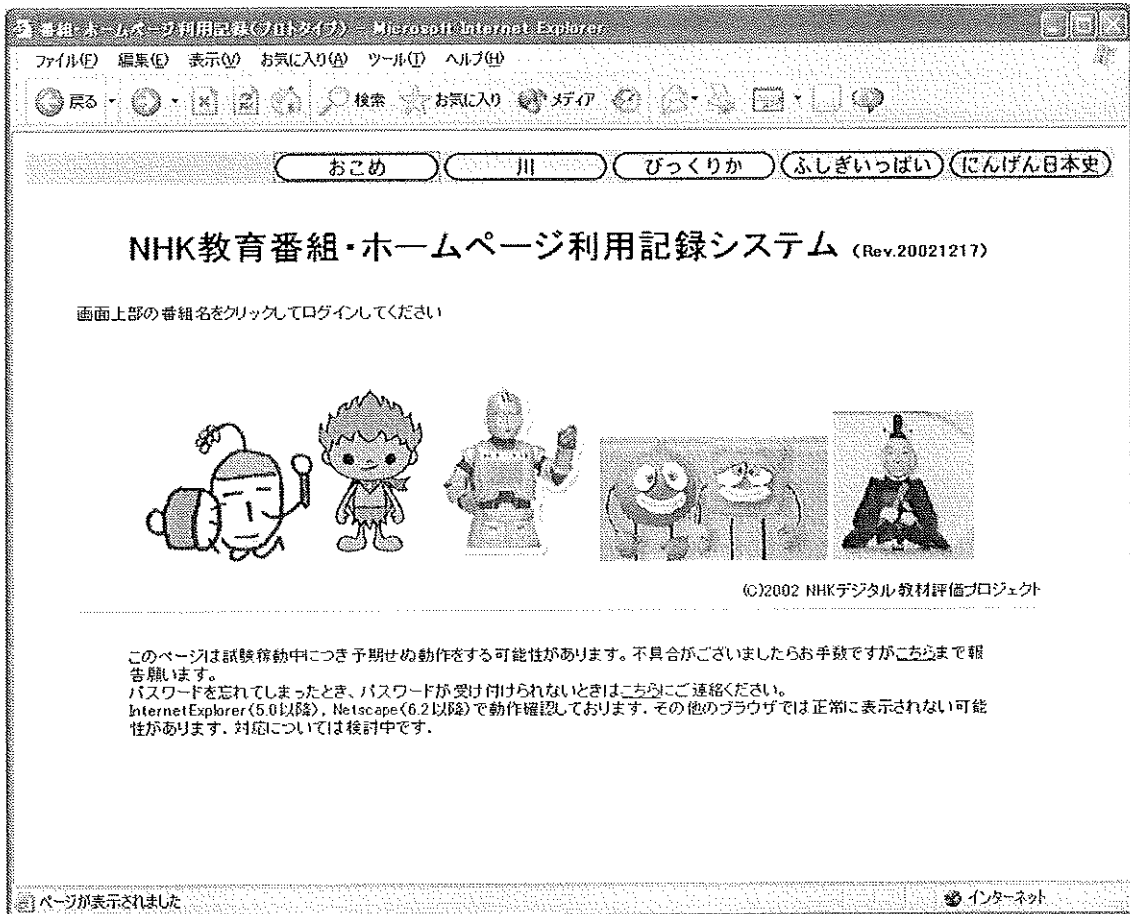 番組・ホームページ利用記録(プロトタイプ) - Microsoft Internet Explorer
ファイル(F) 編集(E) 表示(V) お気に入り(A) ツール(T) ヘルプ(H)
戻る 検索 お気に入り メディア
おこめ 川 びっくりか ふしぎいっぱい にんげん日本史
NHK教育番組・ホームページ利用記録システム (Rev.20021217)
画面上部の番組名をクリックしてログインしてください
(C)2002 NHKデジタル教材評価プロジェクト
このページは試験稼動中につき予期せぬ動作をする可能性があります。不具合がございましたらお手数ですがこちらまで報
告願います。
パスワードを忘れてしまったとき、パスワードが受け付けられないときはこちらにご連絡ください。
InternetExplorer(5.0以降), Netscape(6.2以降)で動作確認しております. その他のブラウザでは正常に表示されない可能
性があります. 対応については検討中です.
ページが表示されました インターネット